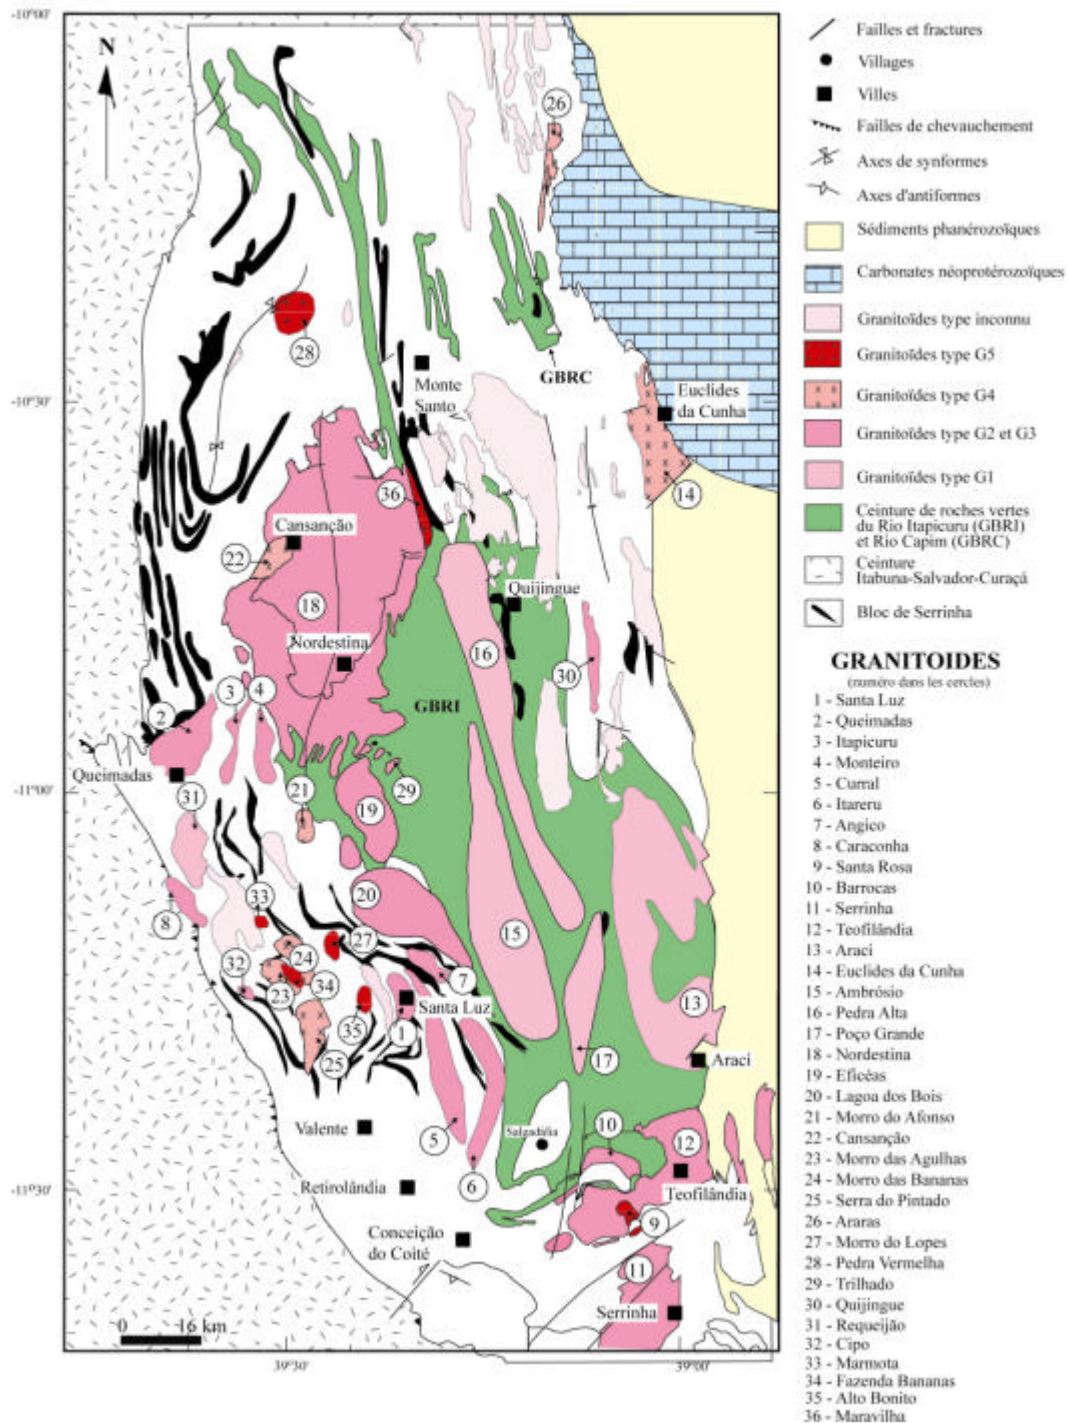 -10°00'
N
26
28
GBRC
Monte
Santo
Euclides
da Cunha
-10°30'
36
14
Cansanção
22
Quijingue
18
16
Nordestina
30
3
4
2
GBRI
Queimadas
29
21
-11°00'
31
19
20
33
8
15
27
24
32
7
23
34
Santa Luz
13
35
1
25
17
Araci
Valente
5
10
12
Salgadália
6
Retirolândia
Teofilândia
-11°30'
9
Conceição
do Coité
11
Serrinha
0
16 km
39°30'
39°00'
Failles et fractures
Villages
Villes
Failles de chevauchement
Axes de synformes
Axes d'antiformes
Sédiments phanérozoïques
Carbonates néoprotérozoïques
Granitoïdes type inconnu
Granitoïdes type G5
Granitoïdes type G4
Granitoïdes type G2 et G3
Granitoïdes type G1
Ceinture de roches vertes
du Rio Itapicuru (GBRI)
et Rio Capim (GBRC)
Ceinture
Itabuna-Salvador-Curaçá
Bloc de Serrinha
GRANITOIDES
(numéro dans les cercles)
1 - Santa Luz
2 - Queimadas
3 - Itapicuru
4 - Monteiro
5 - Curral
6 - Itareru
7 - Angico
8 - Caraconha
9 - Santa Rosa
10 - Barrocas
11 - Serrinha
12 - Teofilândia
13 - Araci
14 - Euclides da Cunha
15 - Ambrósio
16 - Pedra Alta
17 - Poço Grande
18 - Nordestina
19 - Eficéas
20 - Lagoa dos Bois
21 - Morro do Afonso
22 - Cansanção
23 - Morro das Agulhas
24 - Morro das Bananas
25 - Serra do Pintado
26 - Araras
27 - Morro do Lopes
28 - Pedra Vermelha
29 - Trilhado
30 - Quijingue
31 - Requeijão
32 - Cipo
33 - Marmota
34 - Fazenda Bananas
35 - Alto Bonito
36 - Maravilha